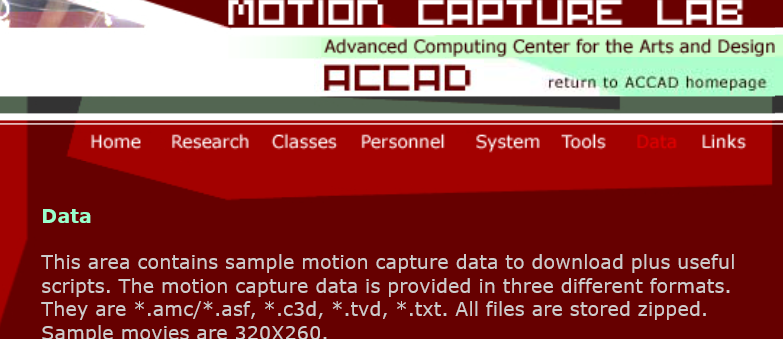 MOTION CAPTURE LAB
Advanced Computing Center for the Arts and Design
ACCAD return to ACCAD homepage
Home Research Classes Personnel System Tools Data Links
Data
This area contains sample motion capture data to download plus useful
scripts. The motion capture data is provided in three different formats.
They are *.amc/*.asf, *.c3d, *.tvd, *.txt. All files are stored zipped.
Sample movies are 320X260.